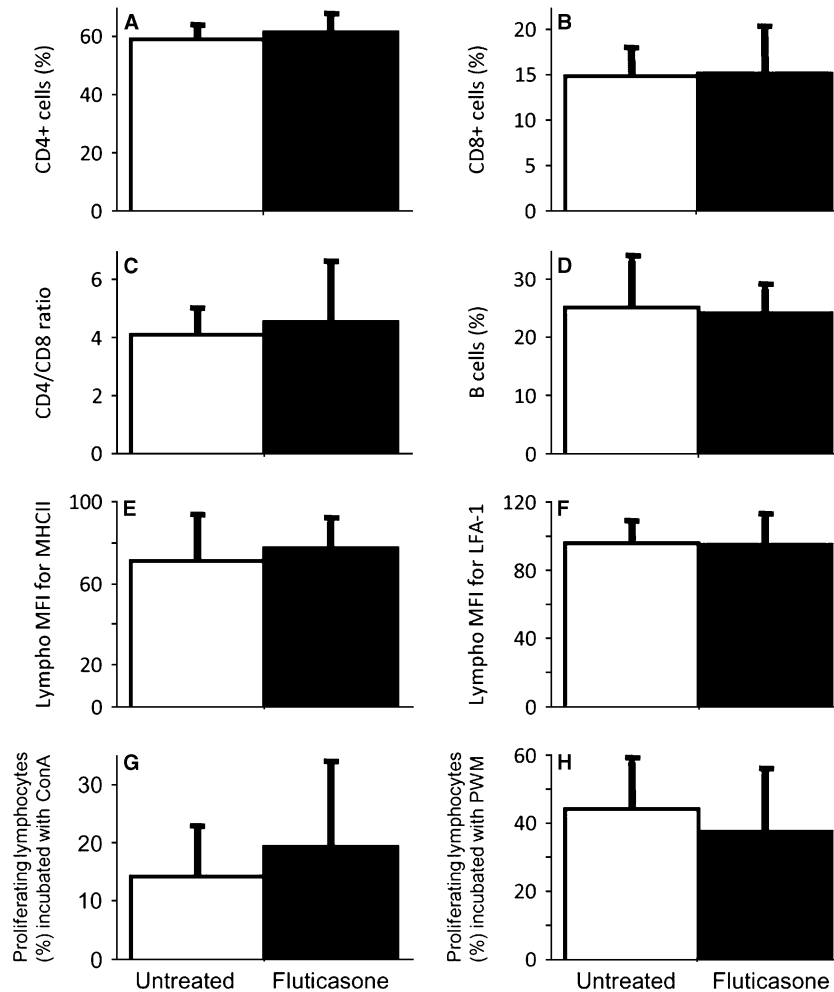 A
CD4+ cells (%)
60
40
20
0
B
CD8+ cells (%)
20
15
10
5
0
C
CD4/CD8 ratio
6
4
2
0
D
B cells (%)
30
20
10
0
E
Lympho MFI for MHCII
100
60
20
0
F
Lympho MFI for LFA-1
120
80
40
0
G
Proliferating lymphocytes
(%) incubated with ConA
30
20
10
0
H
Proliferating lymphocytes
(%) incubated with PWM
60
40
20
0
Untreated Fluticasone
Untreated Fluticasone